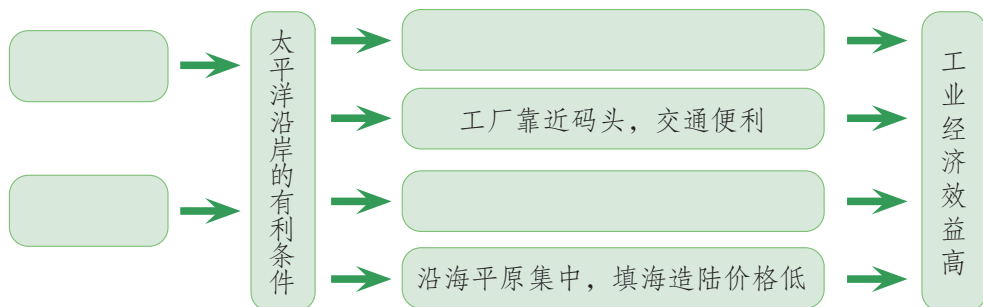 太平洋沿岸的有利条件
工厂靠近码头，交通便利
沿海平原集中，填海造陆价格低
工业经济效益高